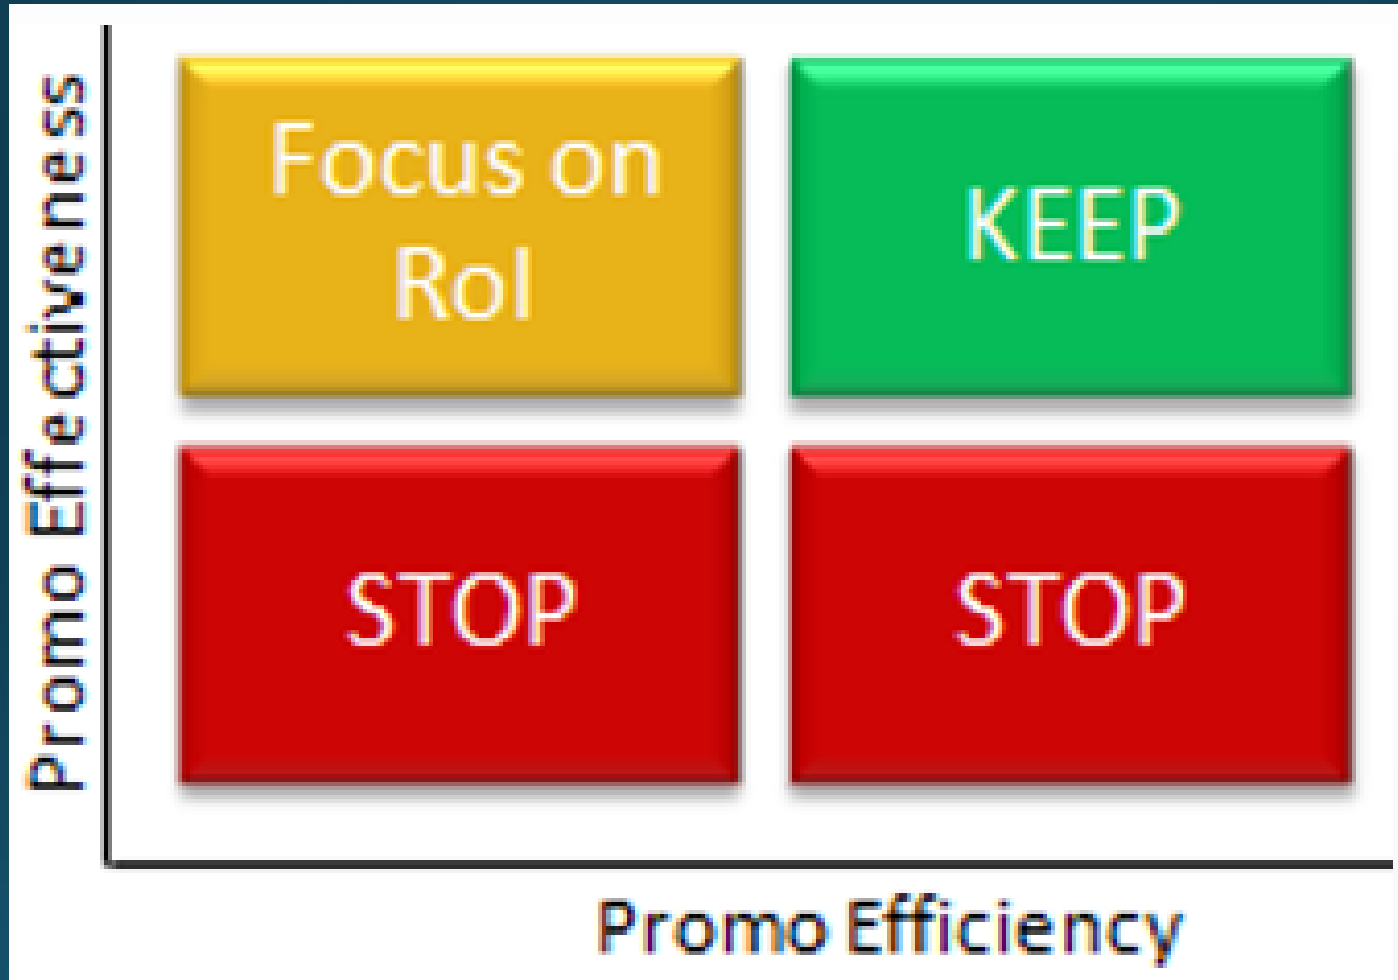 Promo Effectiveness
Focus on
RoI
KEEP
STOP
STOP
Promo Efficiency